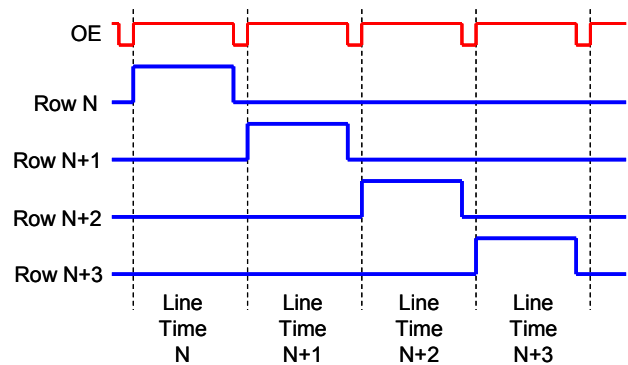 OE
Row N
Row N+1
Row N+2
Row N+3
Line Time N
Line Time N+1
Line Time N+2
Line Time N+3